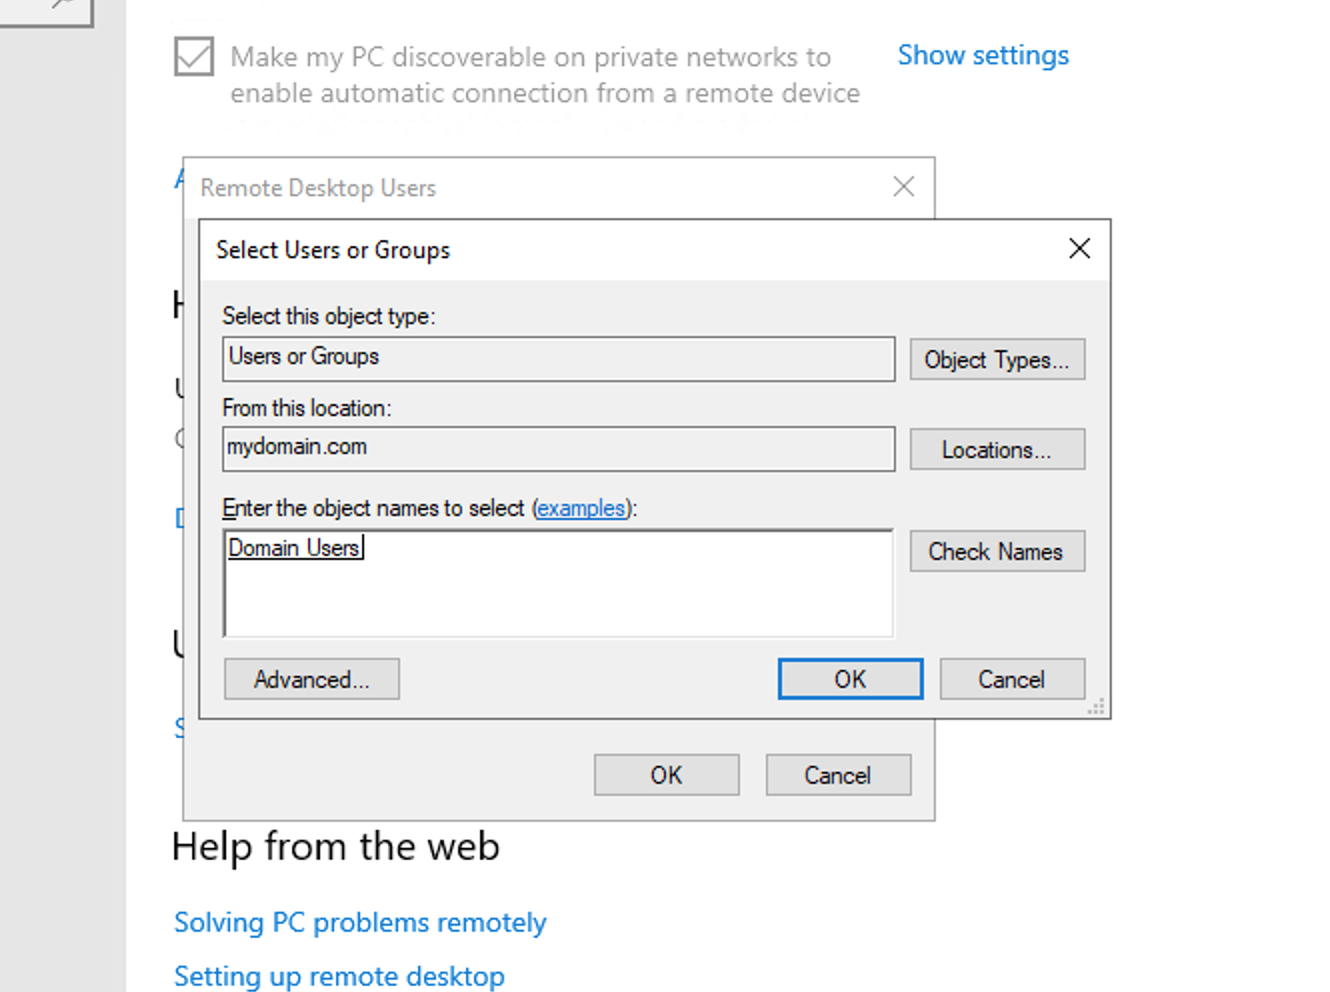 Make my PC discoverable on private networks to
enable automatic connection from a remote device
Show settings
Remote Desktop Users
Select Users or Groups
Select this object type:
Users or Groups
Object Types...
From this location:
mydomain.com
Locations...
Enter the object names to select (examples):
Domain Users
Check Names
Advanced...
OK
Cancel
OK
Cancel
Help from the web
Solving PC problems remotely
Setting up remote desktop